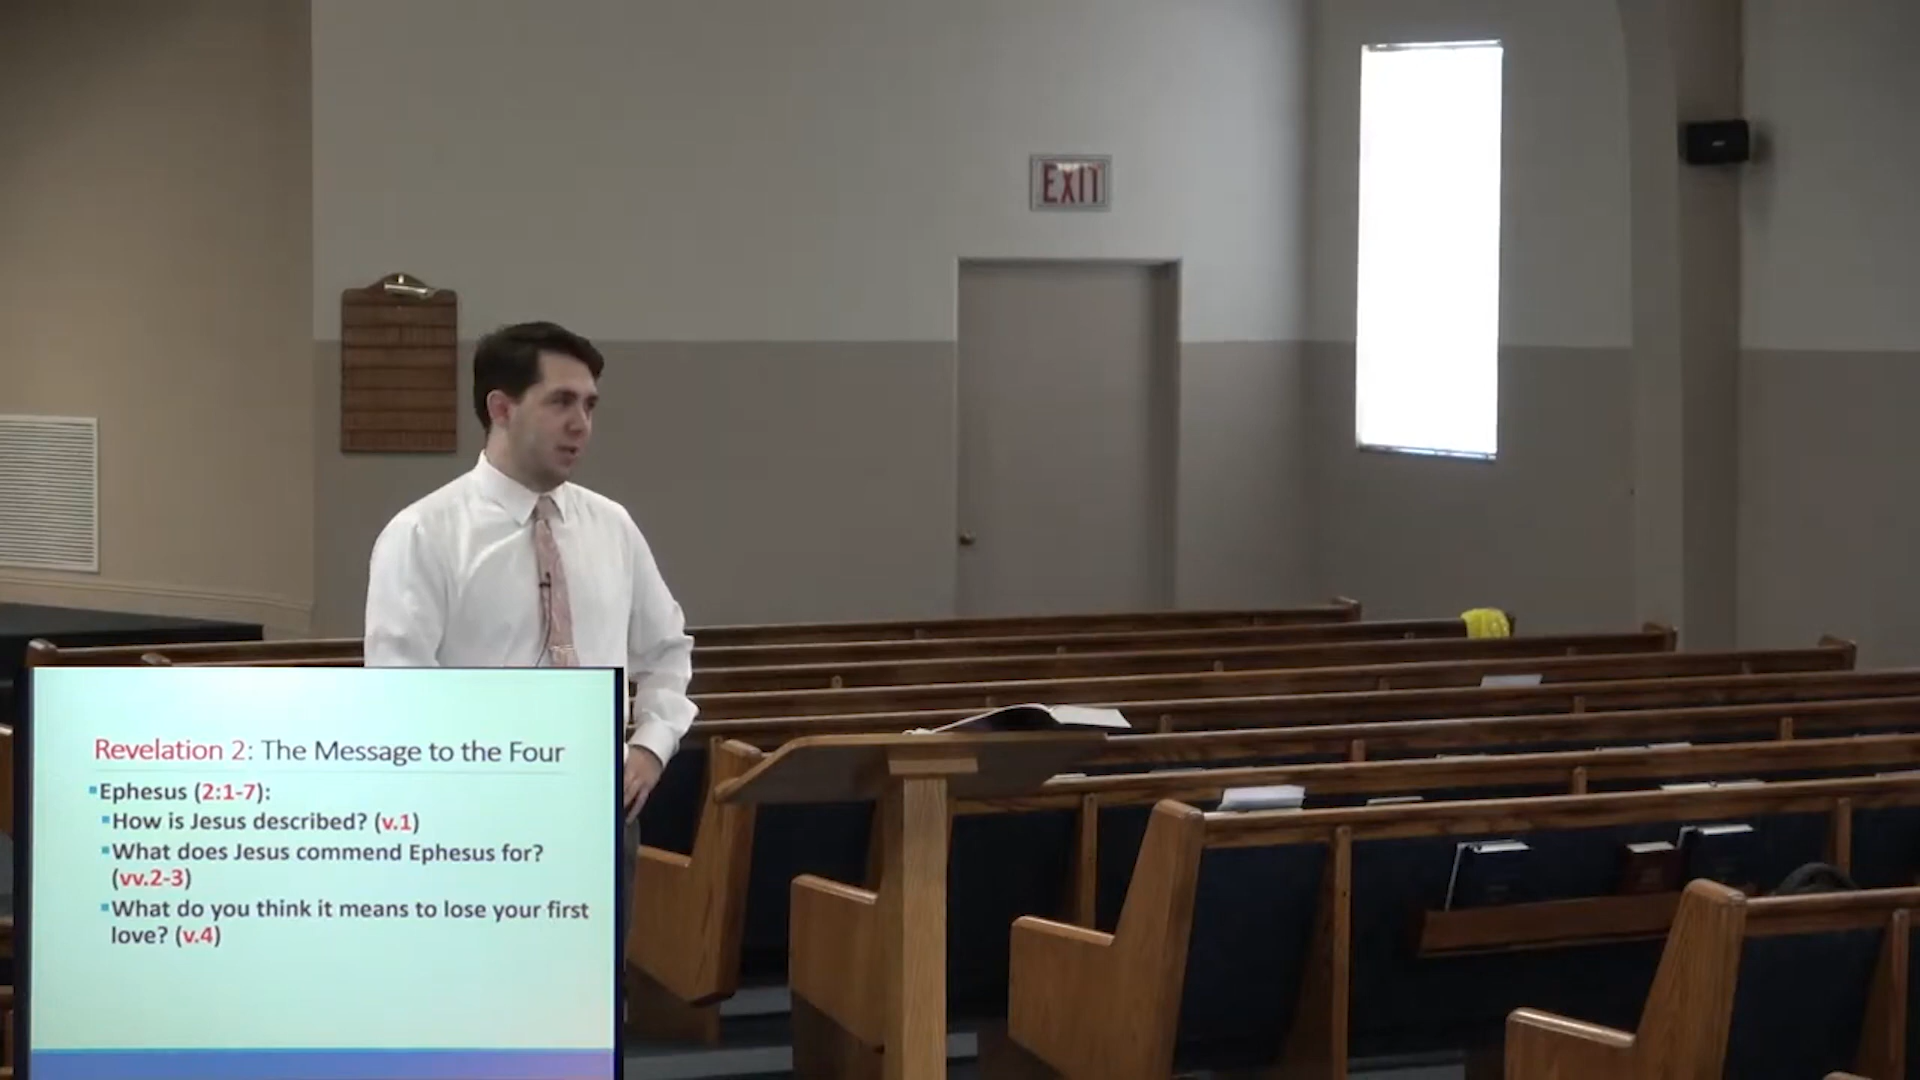 EXIT
Revelation 2: The Message to the Four
Ephesus (2:1-7):
How is Jesus described? (v.1)
What does Jesus commend Ephesus for?
(vv.2-3)
What do you think it means to lose your first
love? (v.4)